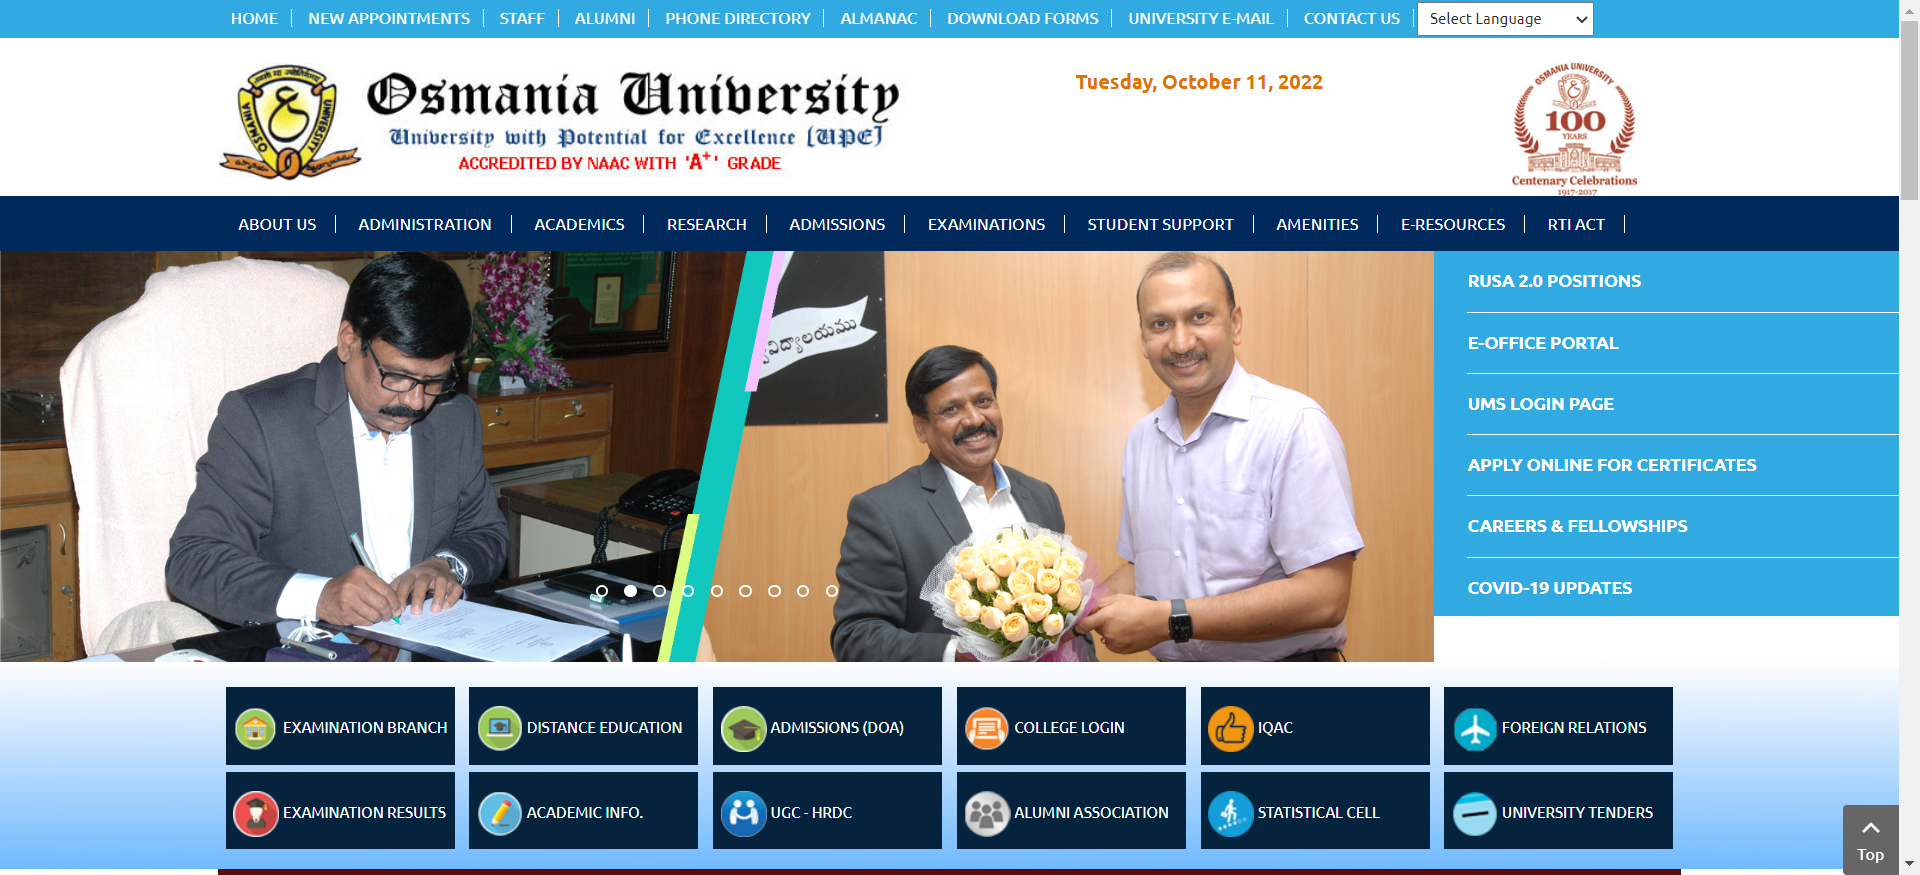 HOME
NEW APPOINTMENTS
STAFF
ALUMNI
PHONE DIRECTORY
ALMANAC
DOWNLOAD FORMS
UNIVERSITY E-MAIL
CONTACT US
Select Language
OSMANIA UNIVERSITY
Osmania University
University with Potential for Excellence [UPE]
ACCREDITED BY NAAC WITH 'A+' GRADE
Tuesday, October 11, 2022
OSMANIA UNIVERSITY
100
YEARS
Centenary Celebrations
1917-2017
ABOUT US
ADMINISTRATION
ACADEMICS
RESEARCH
ADMISSIONS
EXAMINATIONS
STUDENT SUPPORT
AMENITIES
E-RESOURCES
RTI ACT
RUSA 2.0 POSITIONS
E-OFFICE PORTAL
UMS LOGIN PAGE
APPLY ONLINE FOR CERTIFICATES
CAREERS & FELLOWSHIPS
COVID-19 UPDATES
EXAMINATION BRANCH
DISTANCE EDUCATION
ADMISSIONS (DOA)
COLLEGE LOGIN
IQAC
FOREIGN RELATIONS
EXAMINATION RESULTS
ACADEMIC INFO.
UGC - HRDC
ALUMNI ASSOCIATION
STATISTICAL CELL
UNIVERSITY TENDERS
Top